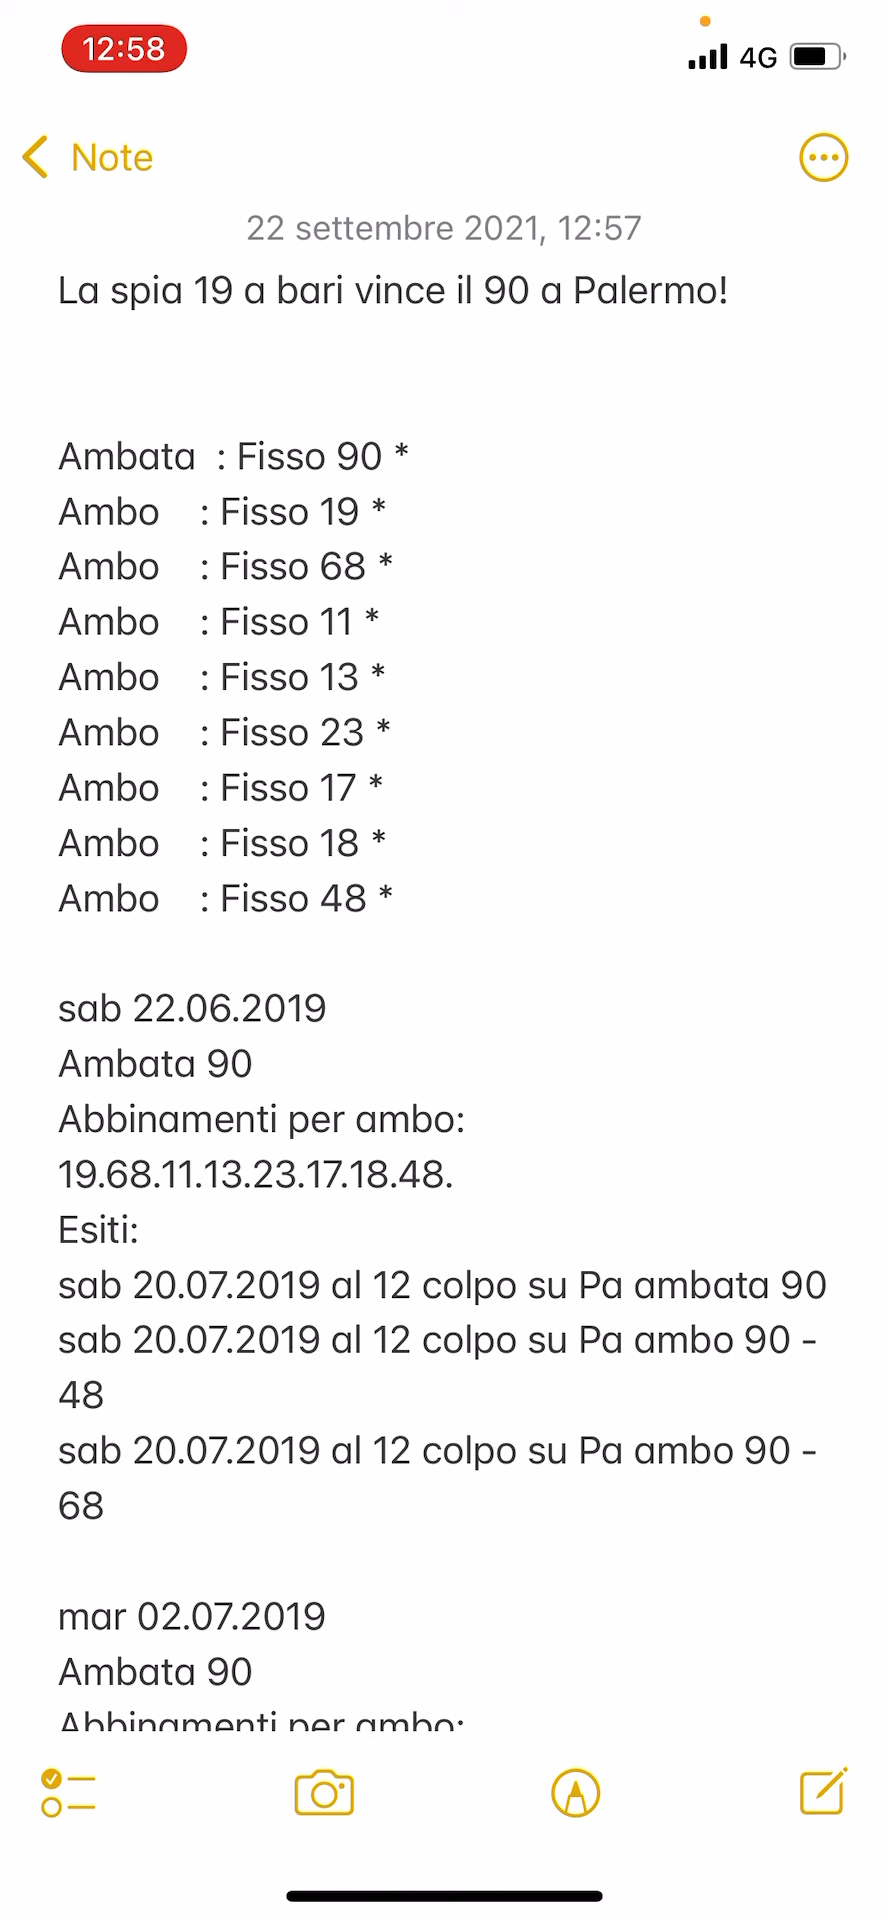 12:58
4G
Note
22 settembre 2021, 12:57
La spia 19 a bari vince il 90 a Palermo!
Ambata : Fisso 90 *
Ambo : Fisso 19 *
Ambo : Fisso 68 *
Ambo : Fisso 11 *
Ambo : Fisso 13 *
Ambo : Fisso 23 *
Ambo : Fisso 17 *
Ambo : Fisso 18 *
Ambo : Fisso 48 *
sab 22.06.2019
Ambata 90
Abbinamenti per ambo:
19.68.11.13.23.17.18.48.
Esiti:
sab 20.07.2019 al 12 colpo su Pa ambata 90
sab 20.07.2019 al 12 colpo su Pa ambo 90 -
48
sab 20.07.2019 al 12 colpo su Pa ambo 90 -
68
mar 02.07.2019
Ambata 90
Abbinamenti per ambo: